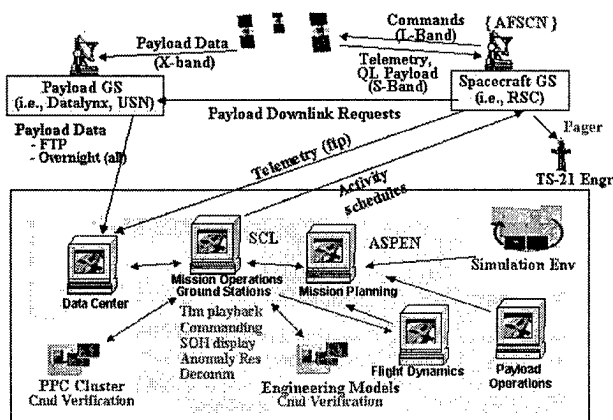 Commands
(L-Band)
{AFSCN}
Payload Data
(X-band)
Telemetry,
QL Payload
(S-Band)
Payload GS
(i.e., Datalynx, USN)
Spacecraft GS
(i.e., RSC)
Payload Downlink Requests
Payload Data
- FTP
- Overnight (all)
Pager
TS-21 Engr
Telemetry (ftp)
Activity
schedules
SCL
ASPEN
Simulation Env
Data Center
Mission Operations
Ground Stations
Mission Planning
Tlm playback
Commanding
SOH display
Anomaly Res
Decomm
PPC Cluster
Cmd Verification
Engineering Models
Cmd Verification
Flight Dynamics
Payload
Operations